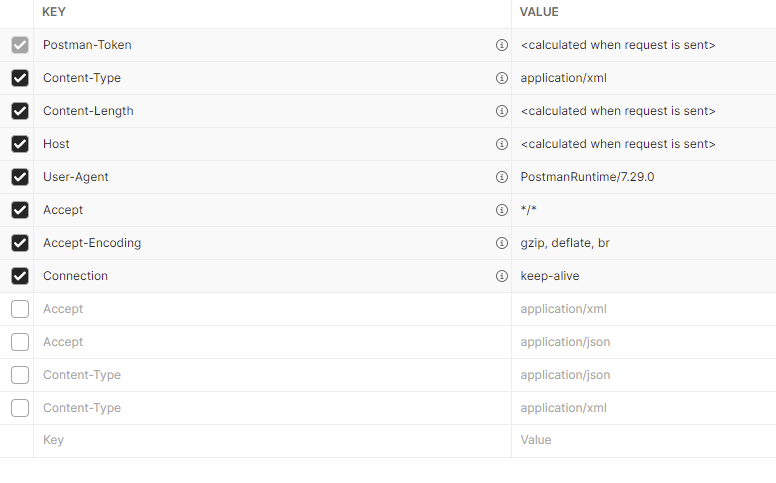 KEY VALUE
Postman-Token <calculated when request is sent>
Content-Type application/xml
Content-Length <calculated when request is sent>
Host <calculated when request is sent>
User-Agent PostmanRuntime/7.29.0
Accept */*
Accept-Encoding gzip, deflate, br
Connection keep-alive
Accept application/xml
Accept application/json
Content-Type application/json
Content-Type application/xml
Key Value